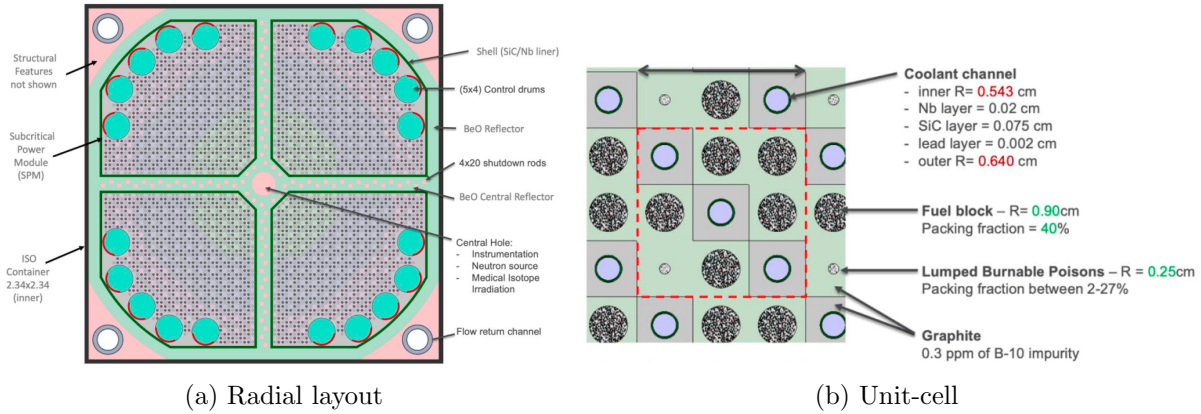 Structural
Features
not shown
Subcritical
Power
Module
(SPM)
ISO
Container
2.34x2.34
(inner)
Shell (SiC/Nb liner)
(5x4) Control drums
BeO Reflector
4x20 shutdown rods
BeO Central Reflector
Central Hole:
- Instrumentation
- Neutron source
- Medical Isotope
Irradiation
Flow return channel
(a) Radial layout
Coolant channel
- inner R= 0.543 cm
- Nb layer = 0.02 cm
- SiC layer = 0.075 cm
- lead layer = 0.002 cm
- outer R= 0.640 cm
Fuel block – R= 0.90cm
Packing fraction = 40%
Lumped Burnable Poisons – R = 0.25cm
Packing fraction between 2-27%
Graphite
0.3 ppm of B-10 impurity
(b) Unit-cell